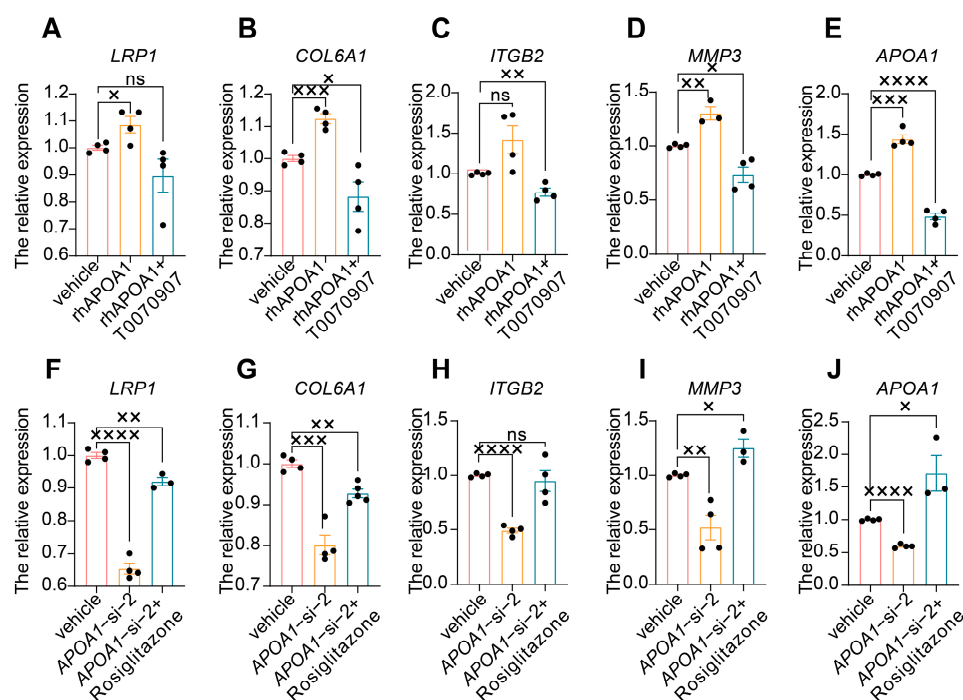 A
LRP1
The relative expression
1.2
1.1
1.0
0.9
0.8
0.7
0.6
ns
×
vehicle
rhAPOA1
rhAPOA1+
T0070907
B
COL6A1
The relative expression
1.2
1.1
1.0
0.9
0.8
0.7
×
×××
vehicle
rhAPOA1
rhAPOA1+
T0070907
C
ITGB2
The relative expression
2.0
1.5
1.0
0.5
0.0
××
ns
vehicle
rhAPOA1
rhAPOA1+
T0070907
D
MMP3
The relative expression
1.5
1.0
0.5
0.0
×
××
vehicle
rhAPOA1
rhAPOA1+
T0070907
E
APOA1
The relative expression
2.0
1.5
1.0
0.5
0.0
××××
×××
vehicle
rhAPOA1
rhAPOA1+
T0070907
F
LRP1
The relative expression
1.1
1.0
0.9
0.8
0.7
0.6
××
××××
vehicle
APOA1-si-2
APOA1-si-2+
Rosiglitazone
G
COL6A1
The relative expression
1.1
1.0
0.9
0.8
0.7
0.8
××
×××
vehicle
APOA1-si-2
APOA1-si-2+
Rosiglitazone
H
ITGB2
The relative expression
1.5
1.0
0.5
0.0
ns
××××
vehicle
APOA1-si-2
APOA1-si-2+
Rosiglitazone
I
MMP3
The relative expression
1.5
1.0
0.5
0.0
×
××
vehicle
APOA1-si-2
APOA1-si-2+
Rosiglitazone
J
APOA1
The relative expression
2.5
2.0
1.5
1.0
0.5
0.0
×
××××
vehicle
APOA1-si-2
APOA1-si-2+
Rosiglitazone